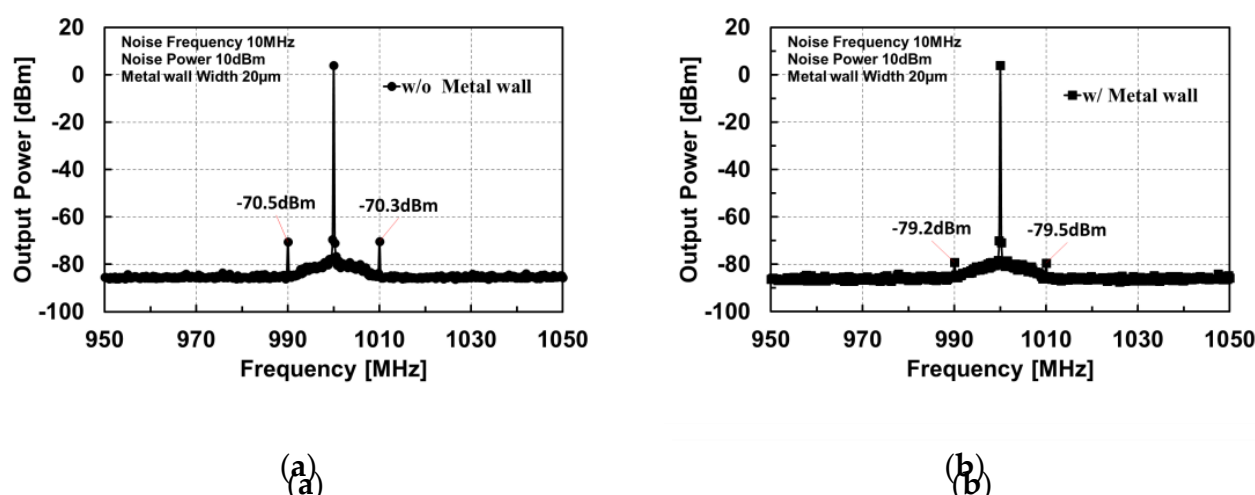 Noise Frequency 10MHz
Noise Power 10dBm
Metal wall Width 20μm
w/o Metal wall
-70.5dBm
-70.3dBm
20
0
-20
-40
-60
-80
-100
Output Power [dBm]
950 970 990 1010 1030 1050
Frequency [MHz]
(a)
(a)
Noise Frequency 10MHz
Noise Power 10dBm
Metal wall Width 20μm
w/ Metal wall
-79.2dBm
-79.5dBm
20
0
-20
-40
-60
-80
-100
Output Power [dBm]
950 970 990 1010 1030 1050
Frequency [MHz]
(b)
(b)